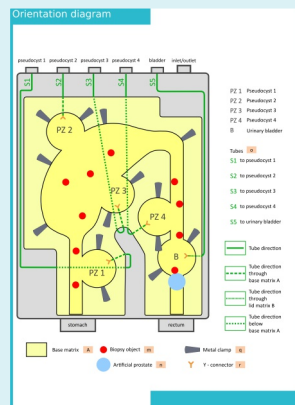 Orientation diagram
pseudocyst 1 pseudocyst 2 pseudocyst 3 pseudocyst 4 bladder inlet/outlet
S1 S2 S3 S4 S5
PZ 2
PZ 3
PZ 4
PZ 1
B
stomach rectum
PZ 1 Pseudocyst 1
PZ 2 Pseudocyst 2
PZ 3 Pseudocyst 3
PZ 4 Pseudocyst 4
B Urinary bladder
Tubes o
S1 to pseudocyst 1
S2 to pseudocyst 2
S3 to pseudocyst 3
S4 to pseudocyst 4
S5 to urinary bladder
Tube direction
Tube direction
through
base matrix A
Tube direction
through
lid matrix B
Tube direction
below
base matrix A
Base matrix A Biopsy object m Metal clamp q
Artificial prostate n Y - connector r